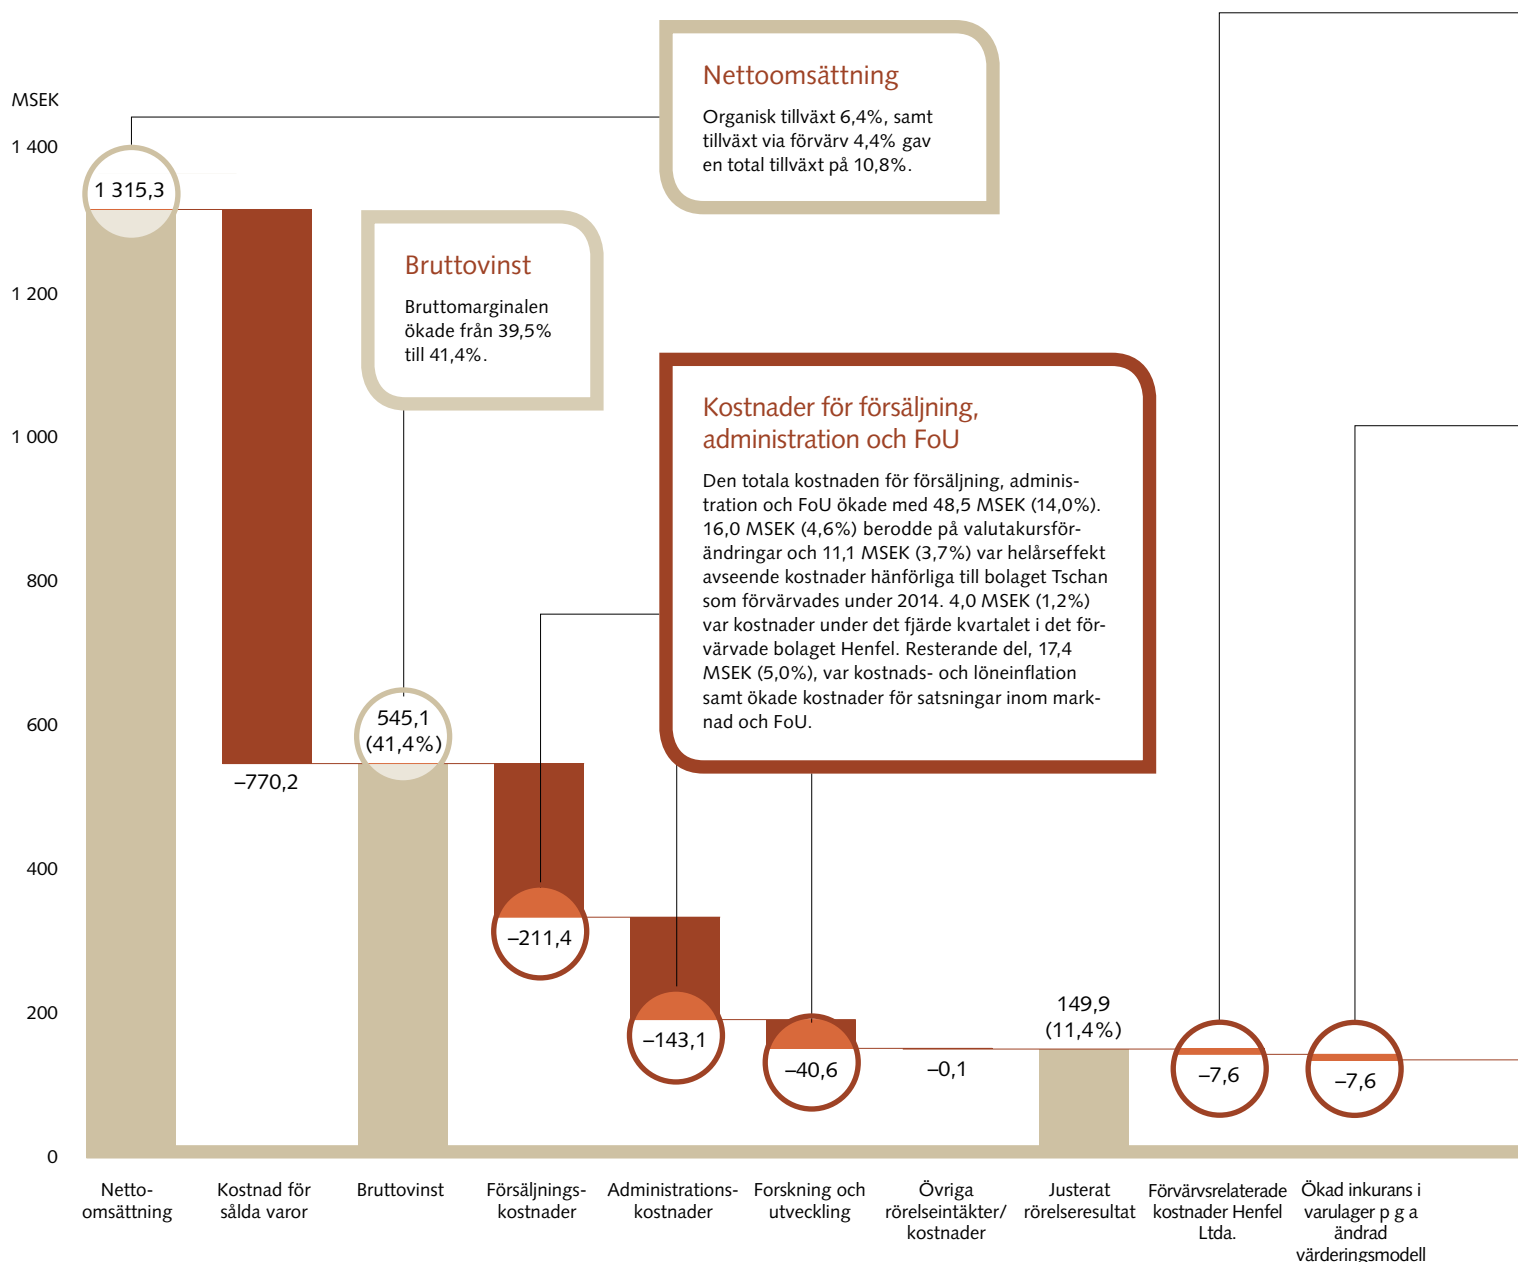 MSEK
1 400
1 200
1 000
800
600
400
200
0
Nettoomsättning
Organisk tillväxt 6,4%, samt
tillväxt via förvärv 4,4% gav
en total tillväxt på 10,8%.
Bruttovinst
Bruttomarginalen
ökade från 39,5%
till 41,4%.
Kostnader för försäljning,
administration och FoU
Den totala kostnaden för försäljning, adminis-
tration och FoU ökade med 48,5 MSEK (14,0%).
16,0 MSEK (4,6%) berodde på valutakursför-
ändringar och 11,1 MSEK (3,7%) var helårseffekt
avseende kostnader hänförliga till bolaget Tschan
som förvärvades under 2014. 4,0 MSEK (1,2%)
var kostnader under det fjärde kvartalet i det för-
värvade bolaget Henfel. Resterande del, 17,4
MSEK (5,0%), var kostnads- och löneinflation
samt ökade kostnader för satsningar inom mark-
nad och FoU.
1 315,3
–770,2
545,1
(41,4%)
–211,4
–143,1
–40,6
–0,1
149,9
(11,4%)
–7,6
–7,6
Netto-
omsättning
Kostnad för
sålda varor
Bruttovinst
Försäljnings-
kostnader
Administrations-
kostnader
Forskning och
utveckling
Övriga
rörelseintäkter/
kostnader
Justerat
rörelseresultat
Förvärvsrelaterade
kostnader Henfel
Ltda.
Ökad inkurans i
varulager p g a
ändrad
värderingsmodell